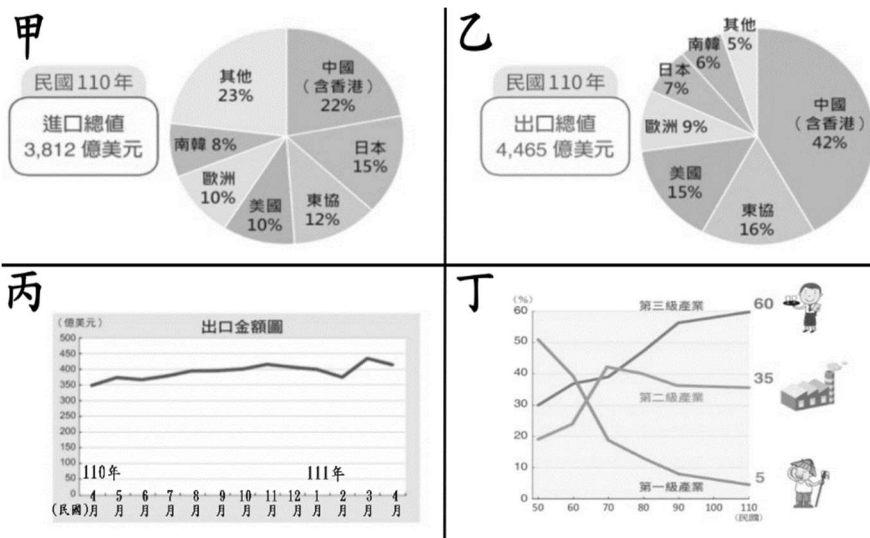 甲
民國110年
進口總值
3,812 億美元
中國
（含香港）
22%
日本
15%
東協
12%
美國
10%
歐洲
10%
南韓 8%
其他
23%
乙
民國110年
出口總值
4,465 億美元
中國
（含香港）
42%
東協
16%
美國
15%
歐洲 9%
日本
7%
南韓
6%
其他
5%
丙
（億美元）
出口金額圖
500
450
400
350
300
250
200
150
100
50
0
110年
111年
4 5 6 7 8 9 10 11 12 1 2 3 4
(民國)月 月 月 月 月 月 月 月 月 月 月 月 月
丁
(%)
60
50
40
30
20
10
0
第三級產業
60
第二級產業
35
第一級產業
5
50 60 70 80 90 100 110
(民國)